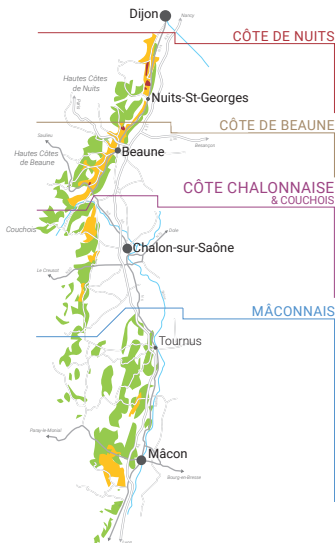 Dijon
Nancy
CÔTE DE NUITS
Hautes Côtes
de Nuits
Paris
Nuits-St-Georges
CÔTE DE BEAUNE
Saulieu
Besançon
Beaune
Hautes Côtes
de Beaune
CÔTE CHALONNAISE
& COUCHOIS
Couchois
Dole
Chalon-sur-Saône
Le Creusot
MÂCONNAIS
Tournus
Paray-le-Monial
Mâcon
Bourg-en-Bresse
Lyon